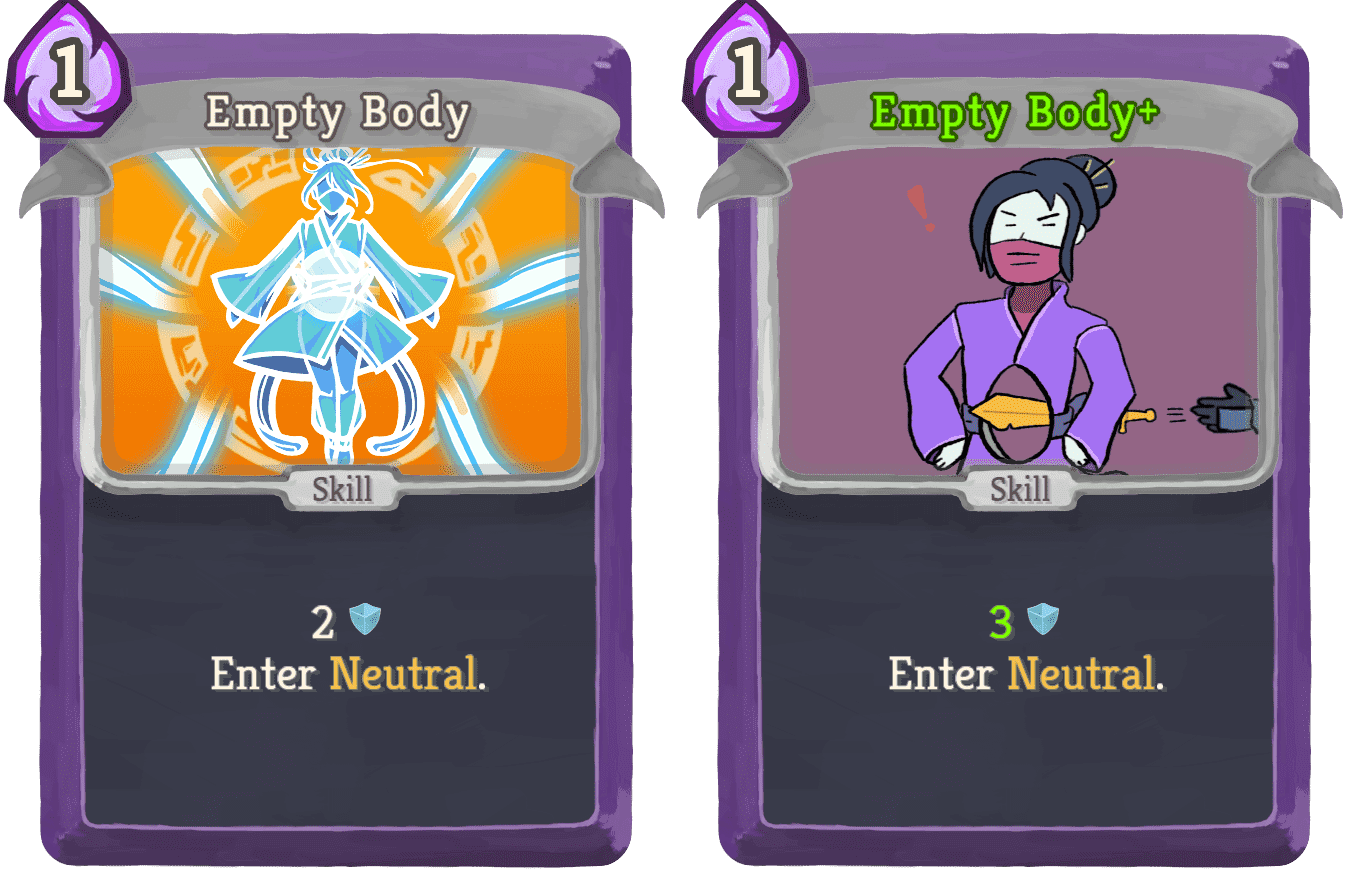 1
Empty Body
Skill
2
Enter Neutral.
1
Empty Body+
!
Skill
3
Enter Neutral.